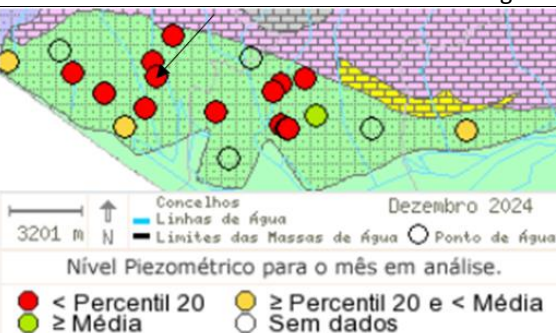 Concelhos
Linhas de Água
Limites das Massas de Água
Dezembro 2024
Ponto de Água
3201 m
N
Nível Piezométrico para o mês em análise.
< Percentil 20
≥ Percentil 20 e < Média
≥ Média
Sem dados